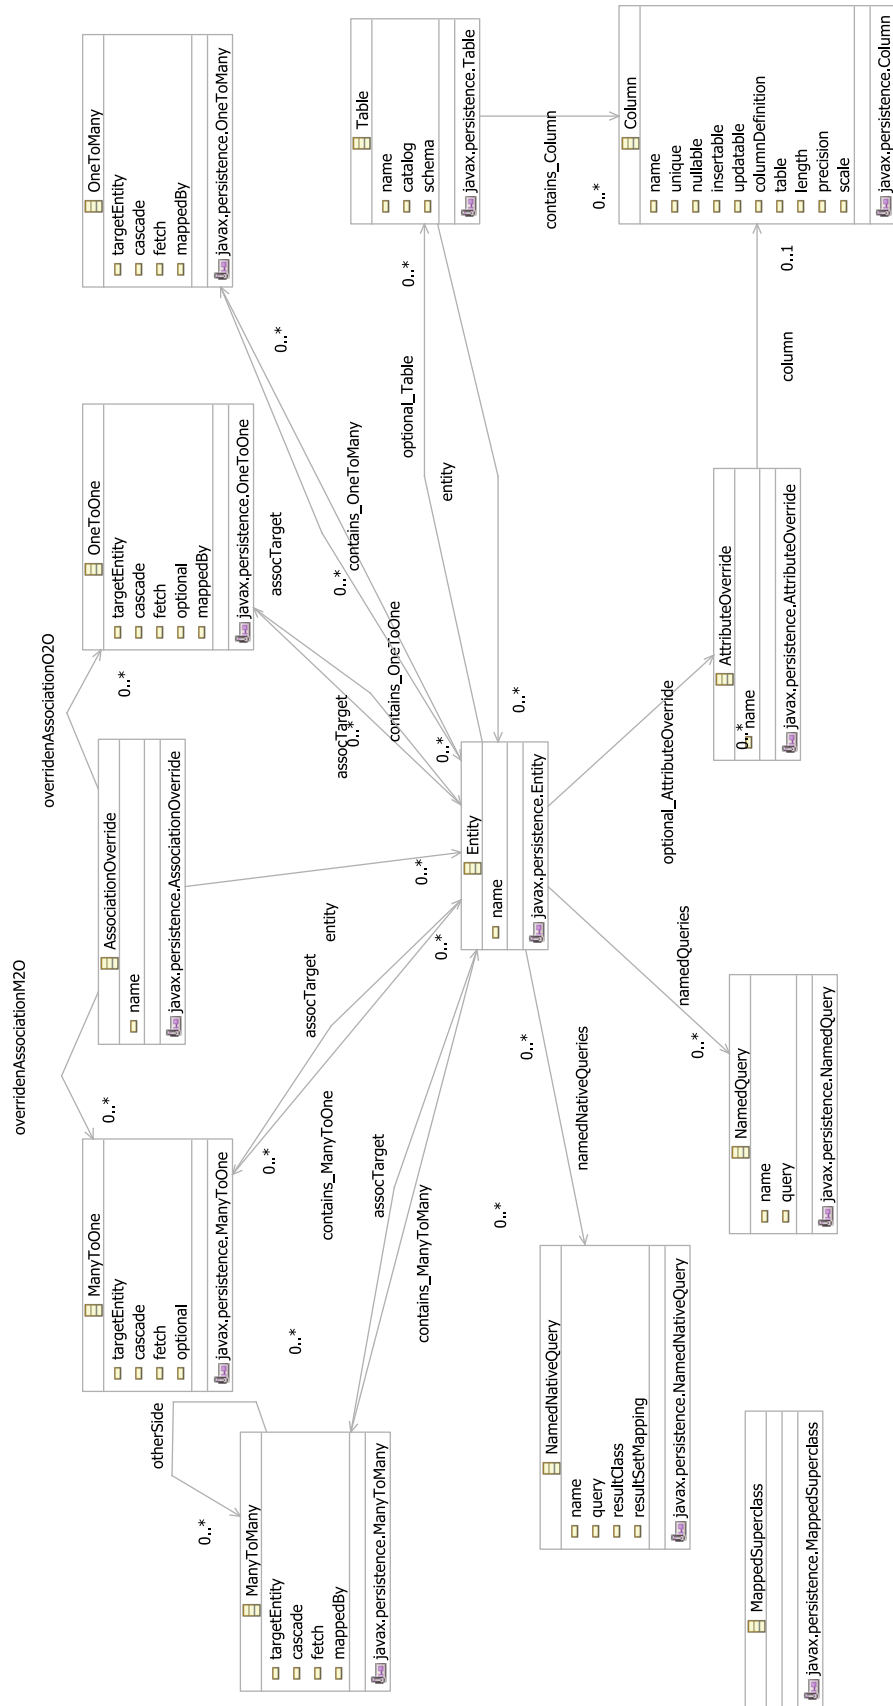 overridenAssociationM2O
overridenAssociationO2O
otherSide
0..*
ManyToMany
targetEntity
cascade
fetch
mappedBy
javax.persistence.ManyToMany
ManyToOne
targetEntity
cascade
fetch
optional
javax.persistence.ManyToOne
0..*
AssociationOverride
name
javax.persistence.AssociationOverride
0..*
OneToOne
targetEntity
cascade
fetch
optional
mappedBy
javax.persistence.OneToOne
OneToMany
targetEntity
cascade
fetch
mappedBy
javax.persistence.OneToMany
0..*
0..*
contains_ManyToOne
assocTarget
entity
assocTarget
0..*
contains_OneToOne
assocTarget
0..*
contains_OneToMany
0..*
assocTarget
contains_ManyToMany
0..*
0..*
0..*
0..*
Entity
name
javax.persistence.Entity
0..*
entity
optional_Table
0..*
Table
name
catalog
schema
javax.persistence.Table
contains_Column
0..*
NamedNativeQuery
name
query
resultClass
resultSetMapping
javax.persistence.NamedNativeQuery
namedNativeQueries
0..*
namedQueries
0..*
optional_AttributeOverride
0..*
MappedSuperclass
javax.persistence.MappedSuperclass
NamedQuery
name
query
javax.persistence.NamedQuery
AttributeOverride
name
javax.persistence.AttributeOverride
column
0..1
Column
name
unique
nullable
insertable
updatable
columnDefinition
table
length
precision
scale
javax.persistence.Column